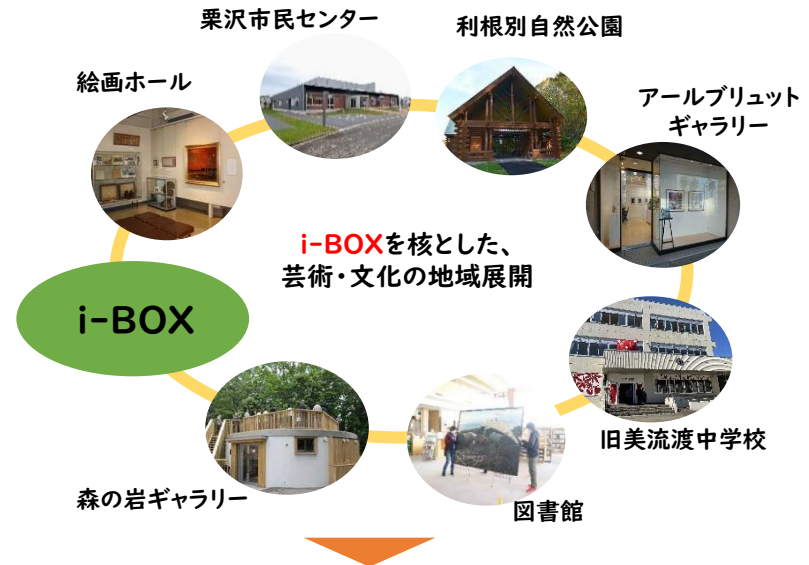 栗沢市民センター
利根別自然公園
絵画ホール
アールブリュット
ギャラリー
i-BOXを核とした、
芸術・文化の地域展開
i-BOX
旧美流渡中学校
森の岩ギャラリー
図書館